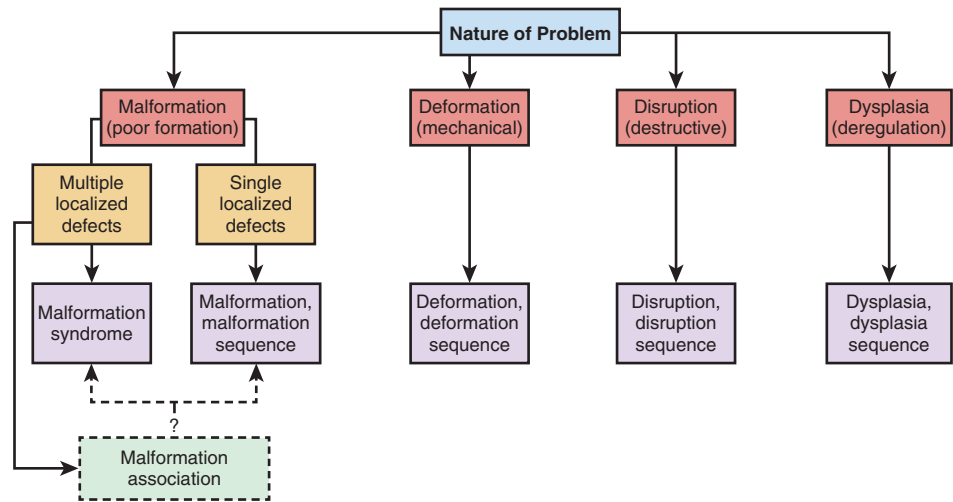 Nature of Problem
Malformation
(poor formation)
Deformation
(mechanical)
Disruption
(destructive)
Dysplasia
(deregulation)
Multiple
localized
defects
Single
localized
defects
Malformation
syndrome
Malformation,
malformation
sequence
Deformation,
deformation
sequence
Disruption,
disruption
sequence
Dysplasia,
dysplasia
sequence
?
Malformation
association